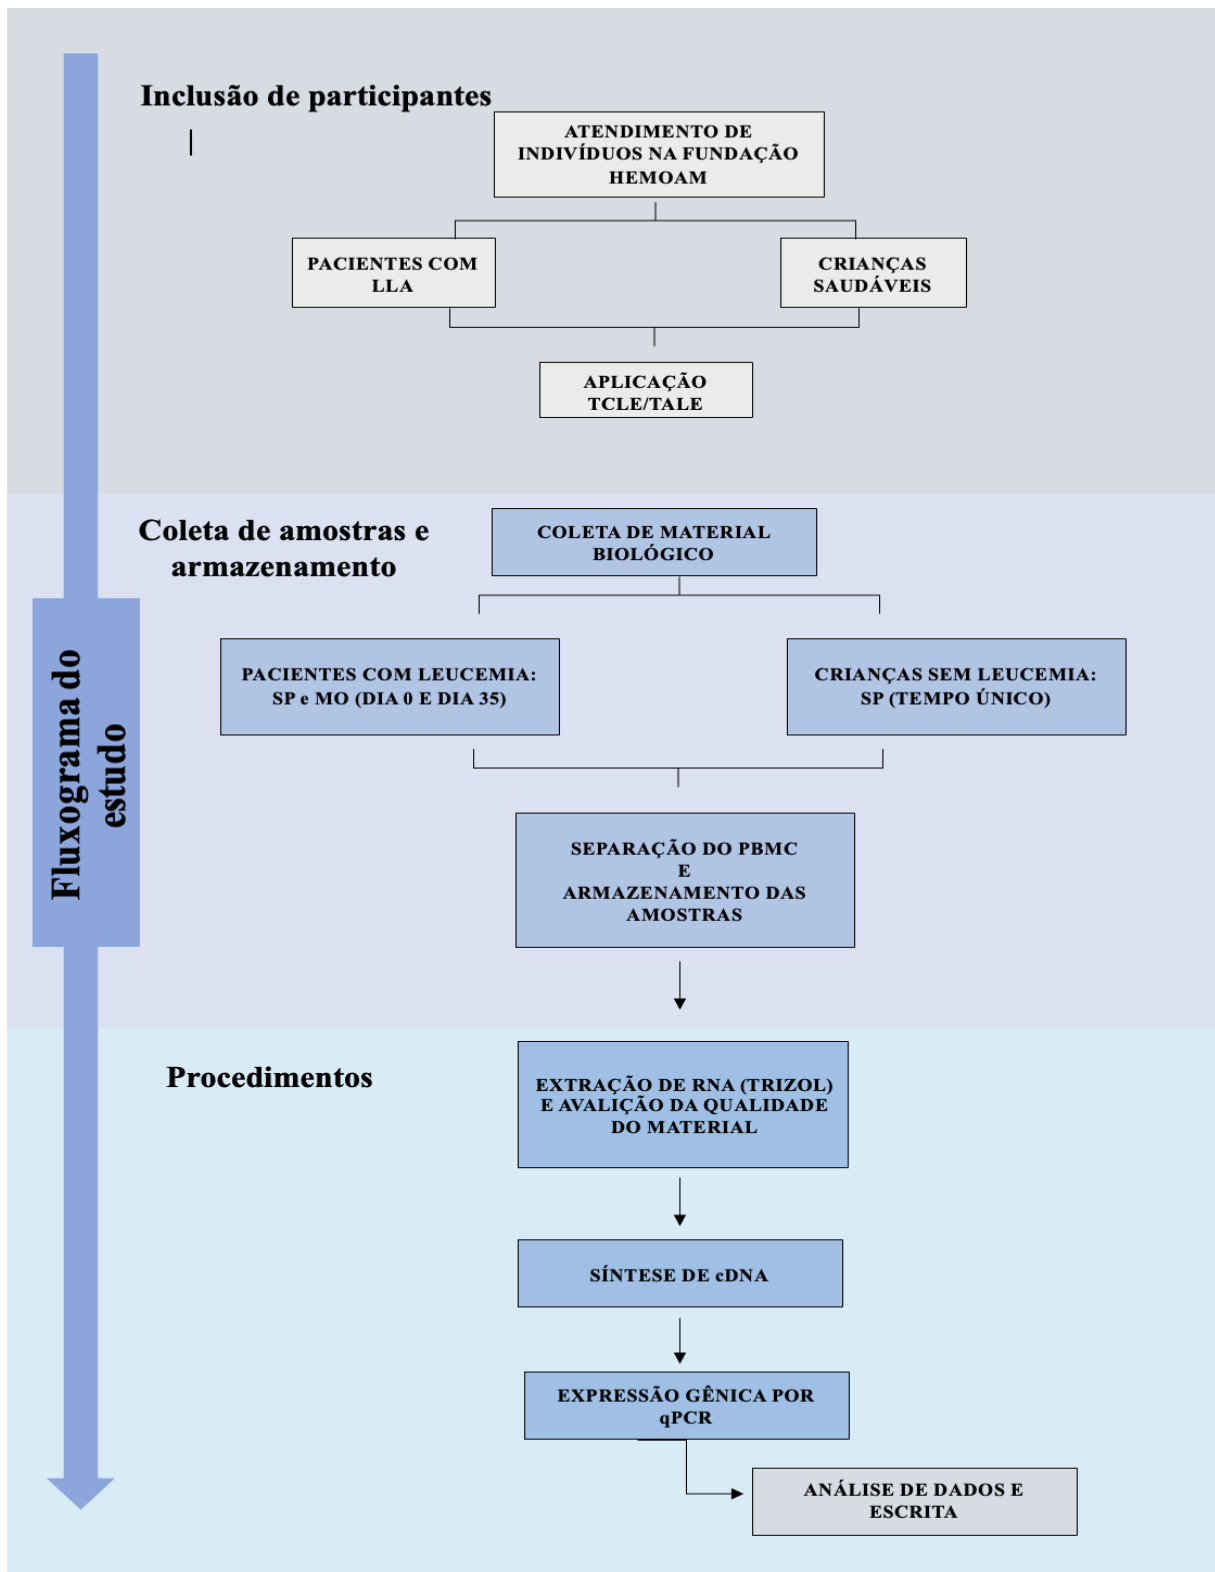 Inclusão de participantes
ATENDIMENTO DE
INDIVÍDUOS NA FUNDAÇÃO
HEMOAM
PACIENTES COM
LLA
CRIANÇAS
SAUDÁVEIS
APLICAÇÃO
TCLE/TALE
Fluxograma do
estudo
Coleta de amostras e
armazenamento
COLETA DE MATERIAL
BIOLÓGICO
PACIENTES COM LEUCEMIA:
SP e MO (DIA 0 E DIA 35)
CRIANÇAS SEM LEUCEMIA:
SP (TEMPO ÚNICO)
SEPARAÇÃO DO PBMC
E
ARMAZENAMENTO DAS
AMOSTRAS
Procedimentos
EXTRAÇÃO DE RNA (TRIZOL)
E AVALIÇÃO DA QUALIDADE
DO MATERIAL
SÍNTESE DE cDNA
EXPRESSÃO GÊNICA POR
qPCR
ANÁLISE DE DADOS E
ESCRITA